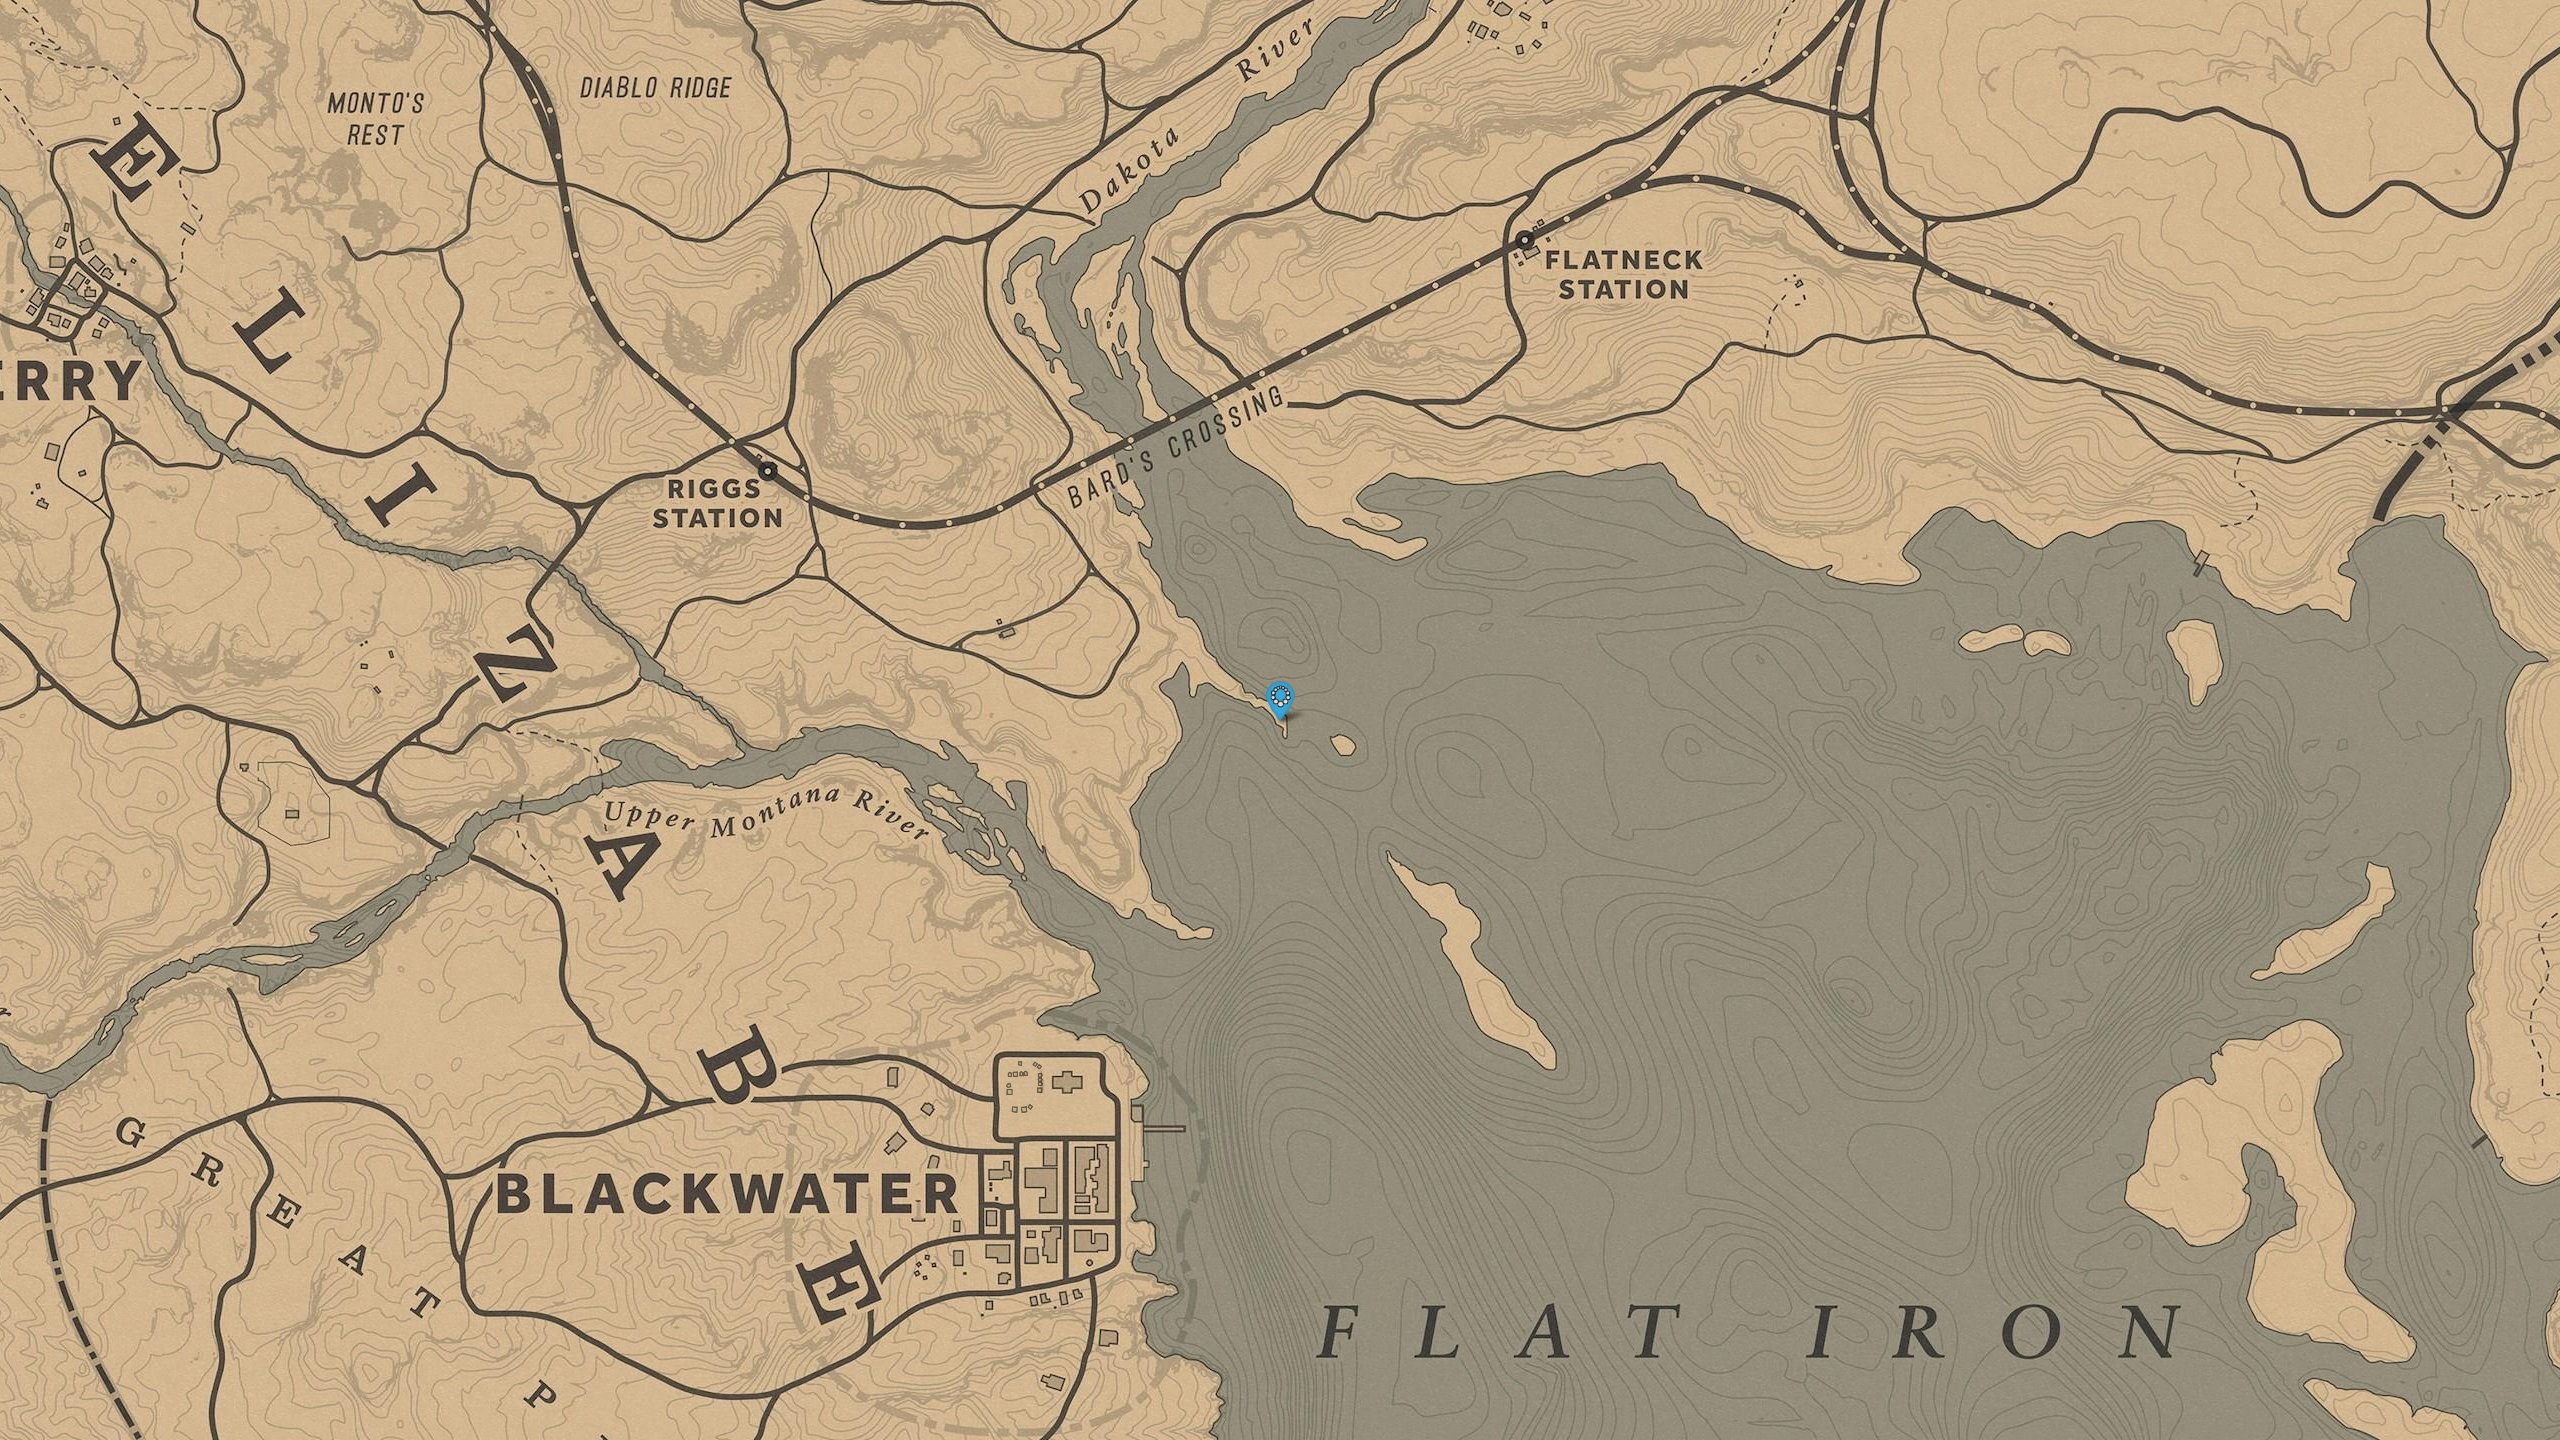 River
DIABLO RIDGE
MONTO'S
REST
Dakota
FLATNECK
STATION
ERRY
BARD'S CROSSING
RIGGS
STATION
Upper Montana River
E L I Z A B E
BLACKWATER
G R E A T P
FLAT IRON